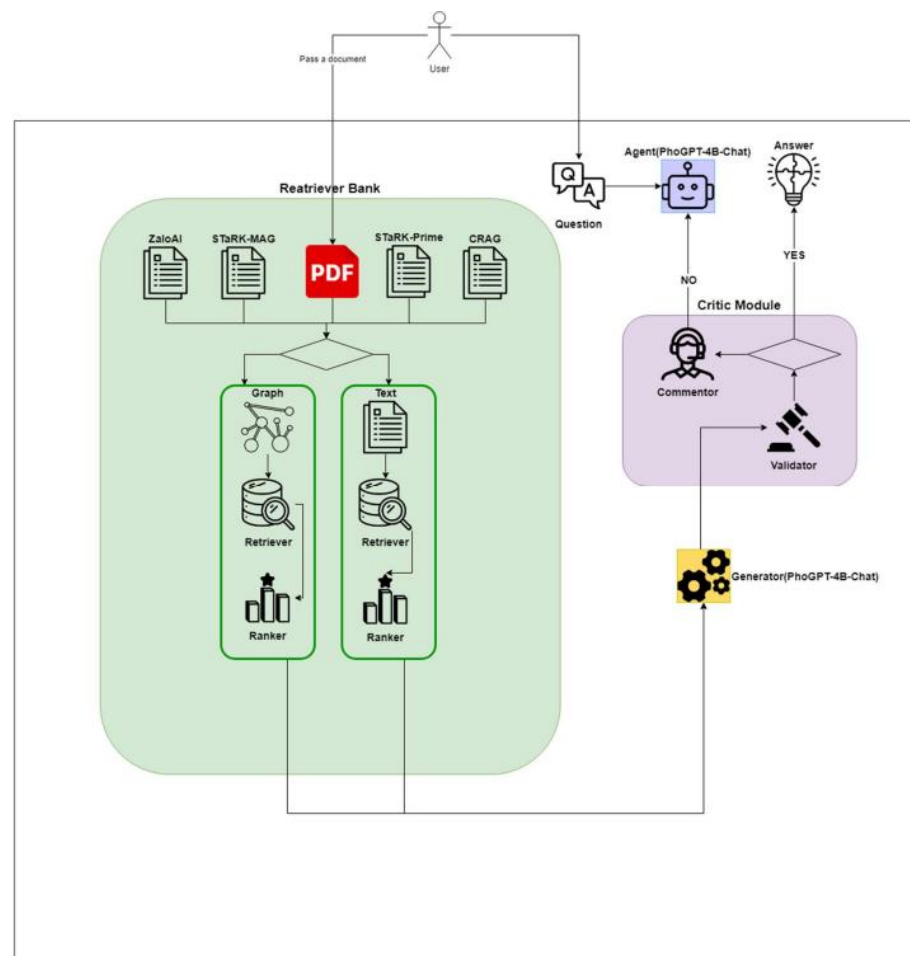 Pass a document
User
Agent(PhoGPT-4B-Chat)
Answer
Q
A
Question
Reatriever Bank
ZaloAI
STaRK-MAG
PDF
STaRK-Prime
CRAG
NO
YES
Critic Module
Commentor
Validator
Graph
Text
Retriever
Retriever
Ranker
Ranker
Generator(PhoGPT-4B-Chat)